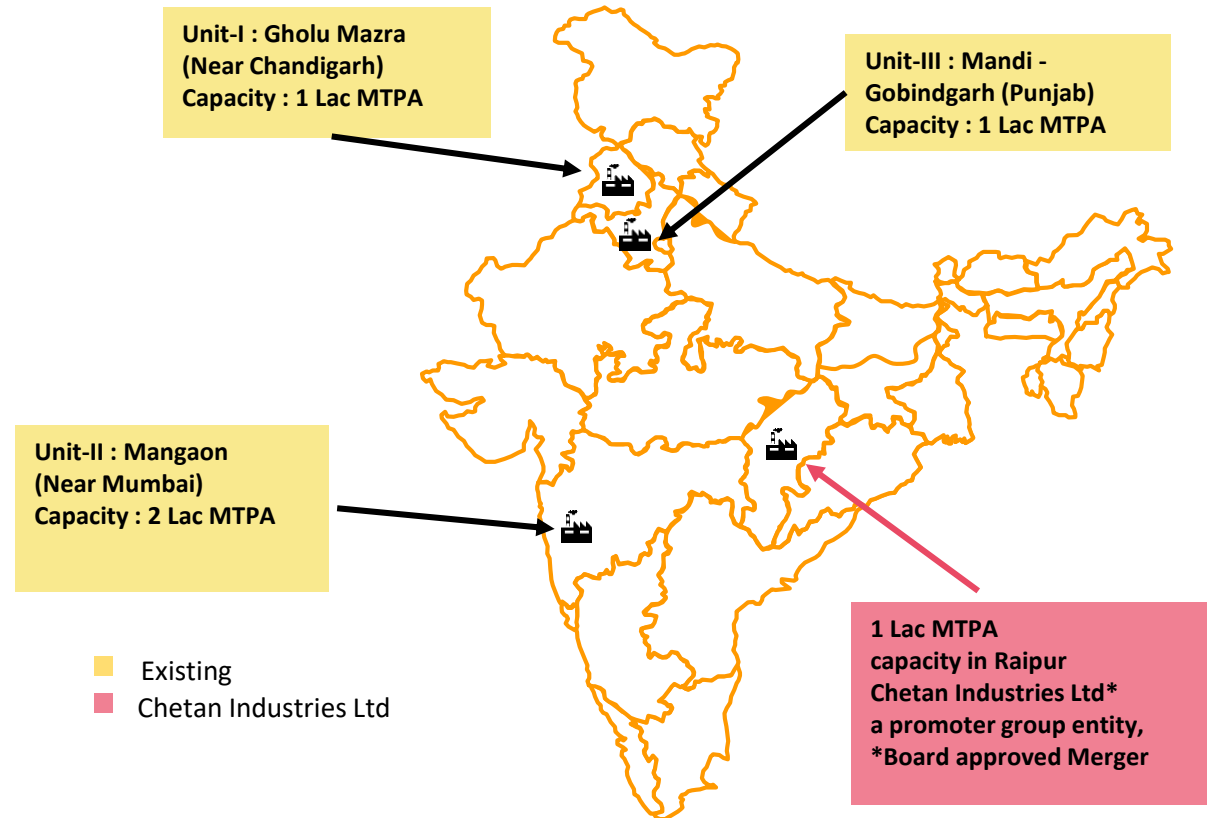 Unit-I : Gholu Mazra
(Near Chandigarh)
Capacity : 1 Lac MTPA
Unit-III : Mandi -
Gobindgarh (Punjab)
Capacity : 1 Lac MTPA
Unit-II : Mangaon
(Near Mumbai)
Capacity : 2 Lac MTPA
Existing
Chetan Industries Ltd
1 Lac MTPA
capacity in Raipur
Chetan Industries Ltd*
a promoter group entity,
*Board approved Merger